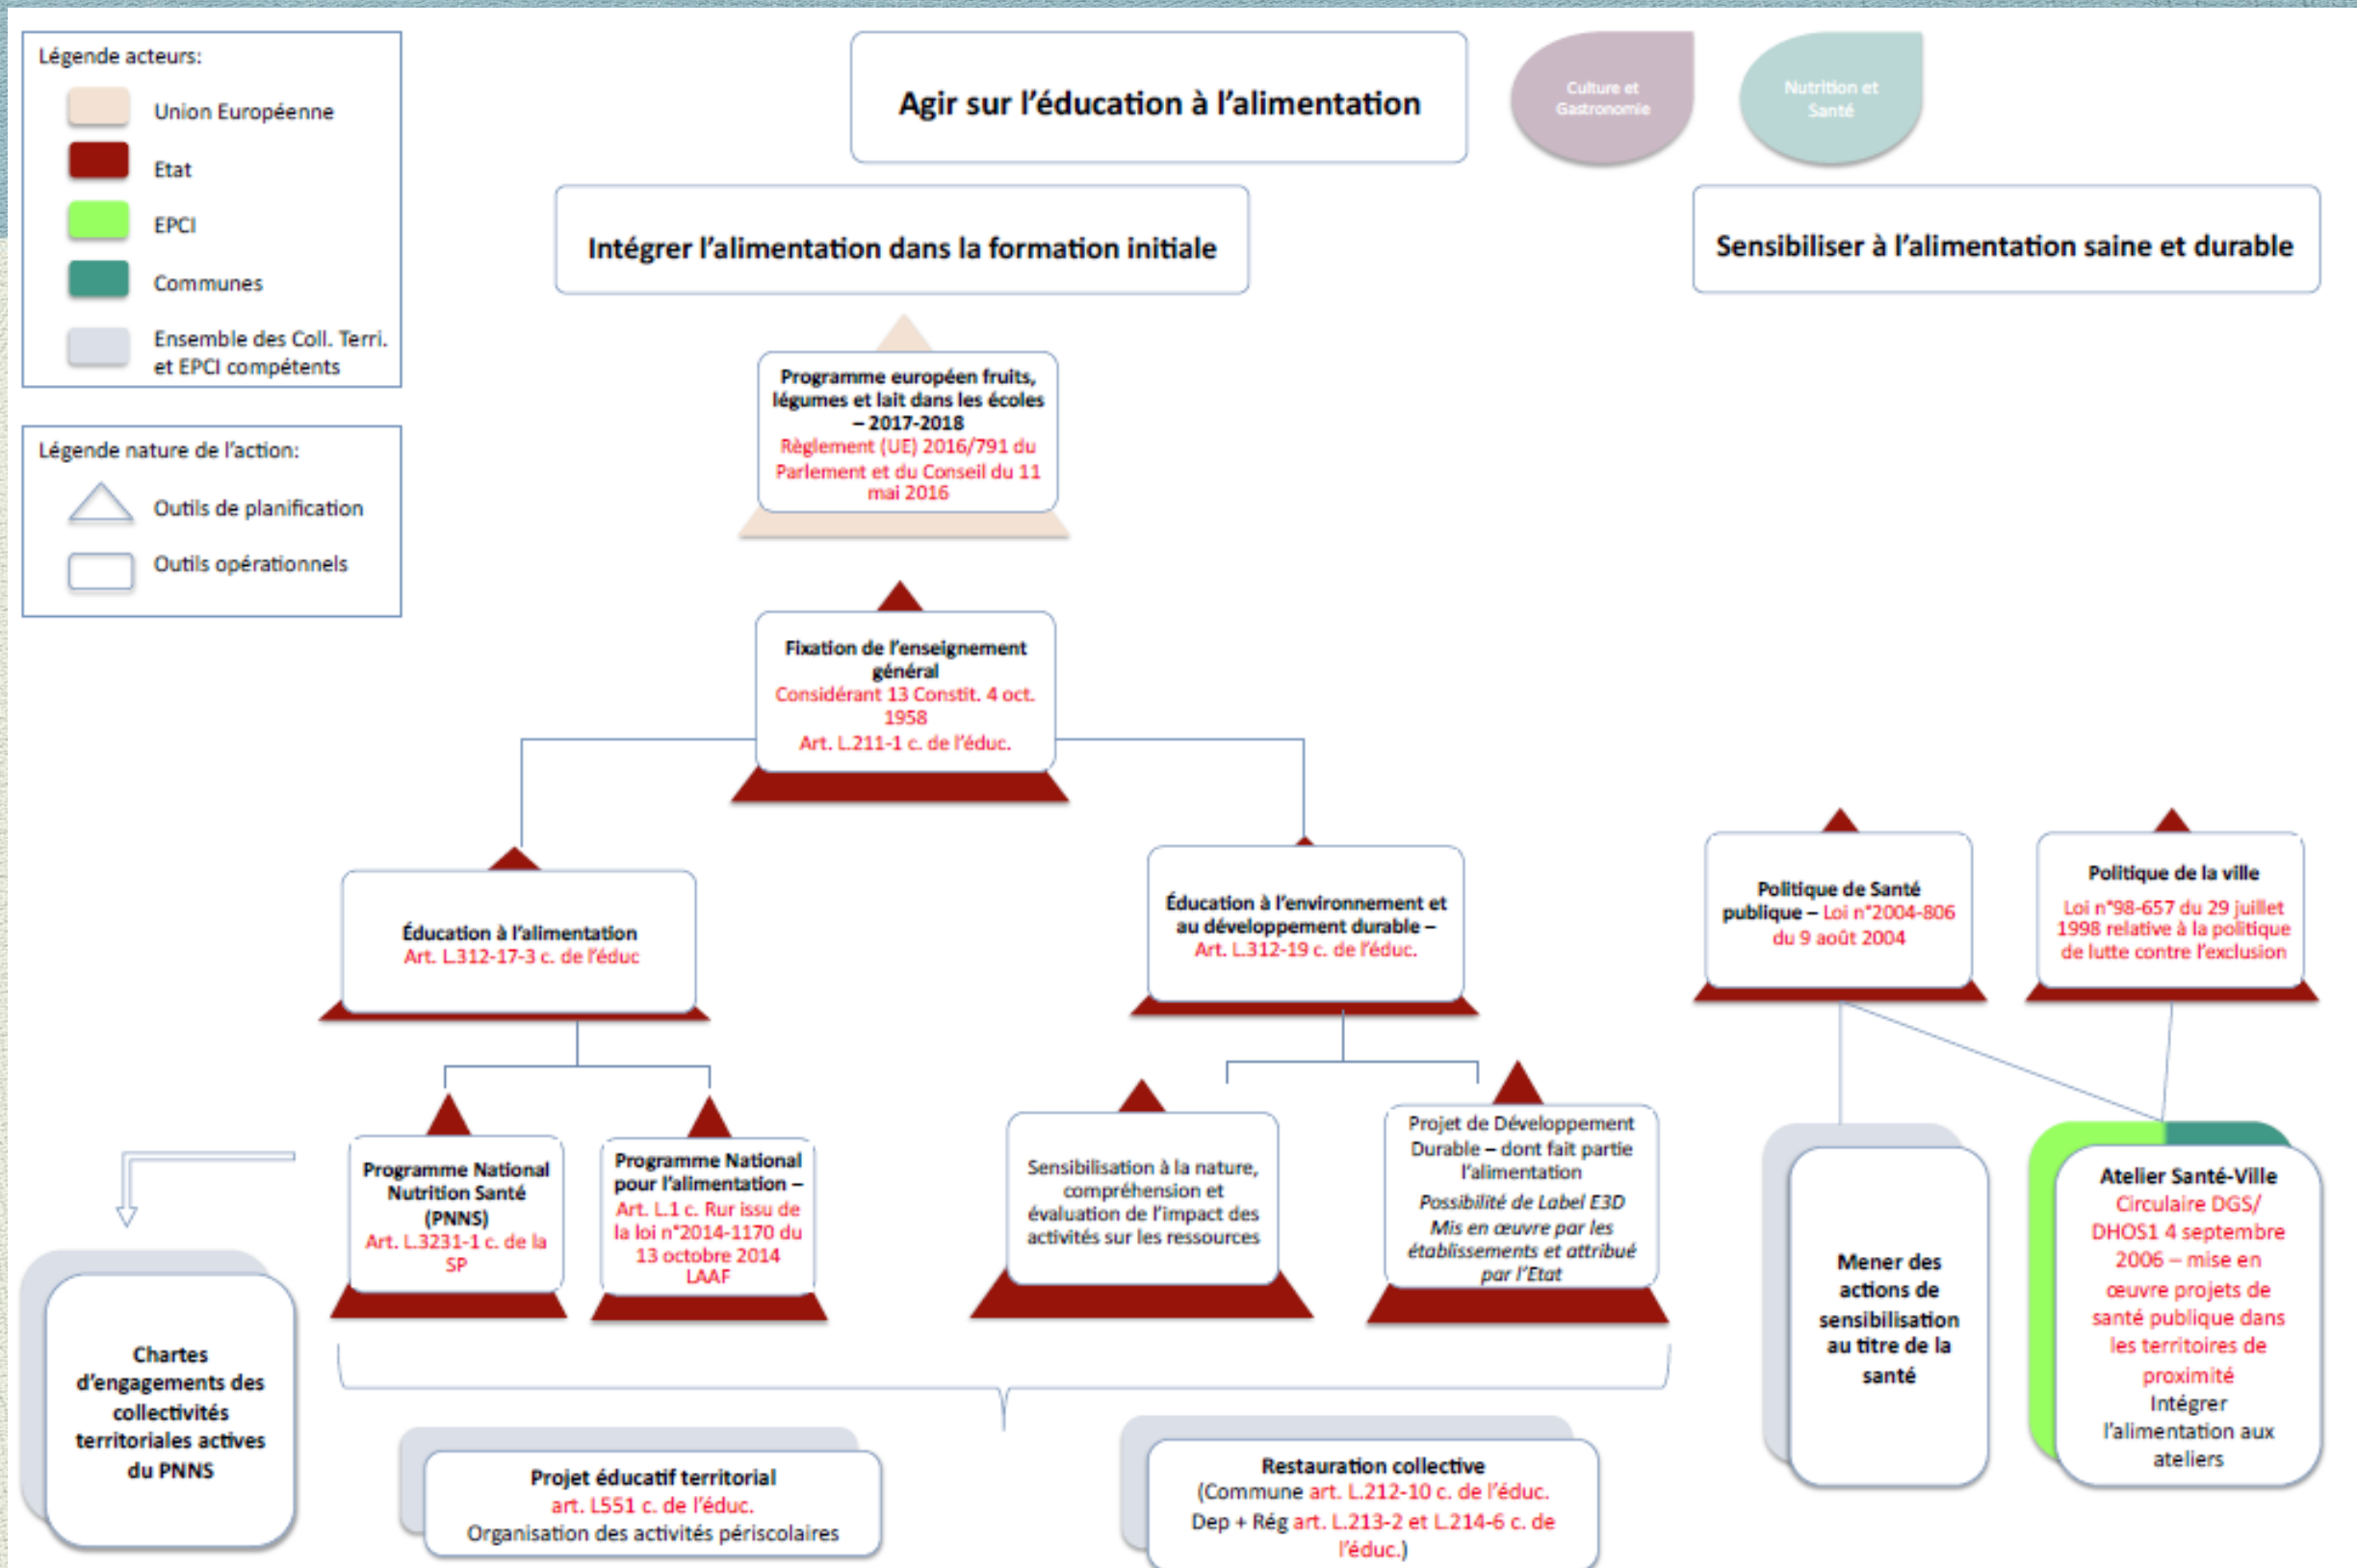 Légende acteurs:
Union Européenne
Etat
EPCI
Communes
Ensemble des Coll. Terri.
et EPCI compétents
Légende nature de l'action:
Outils de planification
Outils opérationnels
Agir sur l'éducation à l'alimentation
Culture et
Gastronomie
Nutrition et
Santé
Intégrer l'alimentation dans la formation initiale
Sensibiliser à l'alimentation saine et durable
Programme européen fruits,
légumes et lait dans les écoles
– 2017-2018
Règlement (UE) 2016/791 du
Parlement et du Conseil du 11
mai 2016
Fixation de l'enseignement
général
Considérant 13 Constit. 4 oct.
1958
Art. L.211-1 c. de l'éduc.
Éducation à l'alimentation
Art. L.312-17-3 c. de l'éduc
Éducation à l'environnement et
au développement durable –
Art. L.312-19 c. de l'éduc.
Politique de Santé
publique – Loi n°2004-806
du 9 août 2004
Politique de la ville
Loi n°98-657 du 29 juillet
1998 relative à la politique
de lutte contre l'exclusion
Programme National
Nutrition Santé
(PNNS)
Art. L.3231-1 c. de la
SP
Programme National
pour l'alimentation –
Art. L.1 c. Rur issu de
la loi n°2014-1170 du
13 octobre 2014
LAAF
Sensibilisation à la nature,
compréhension et
évaluation de l'impact des
activités sur les ressources
Projet de Développement
Durable – dont fait partie
l'alimentation
Possibilité de Label E3D
Mis en œuvre par les
établissements et attribué
par l'Etat
Mener des
actions de
sensibilisation
au titre de la
santé
Atelier Santé-Ville
Circulaire DGS/
DHOS1 4 septembre
2006 – mise en
œuvre projets de
santé publique dans
les territoires de
proximité
Intégrer
l'alimentation aux
ateliers
Chartes
d'engagements des
collectivités
territoriales actives
du PNNS
Projet éducatif territorial
art. L551 c. de l'éduc.
Organisation des activités périscolaires
Restauration collective
(Commune art. L.212-10 c. de l'éduc.
Dep + Rég art. L.213-2 et L.214-6 c. de
l'éduc.)